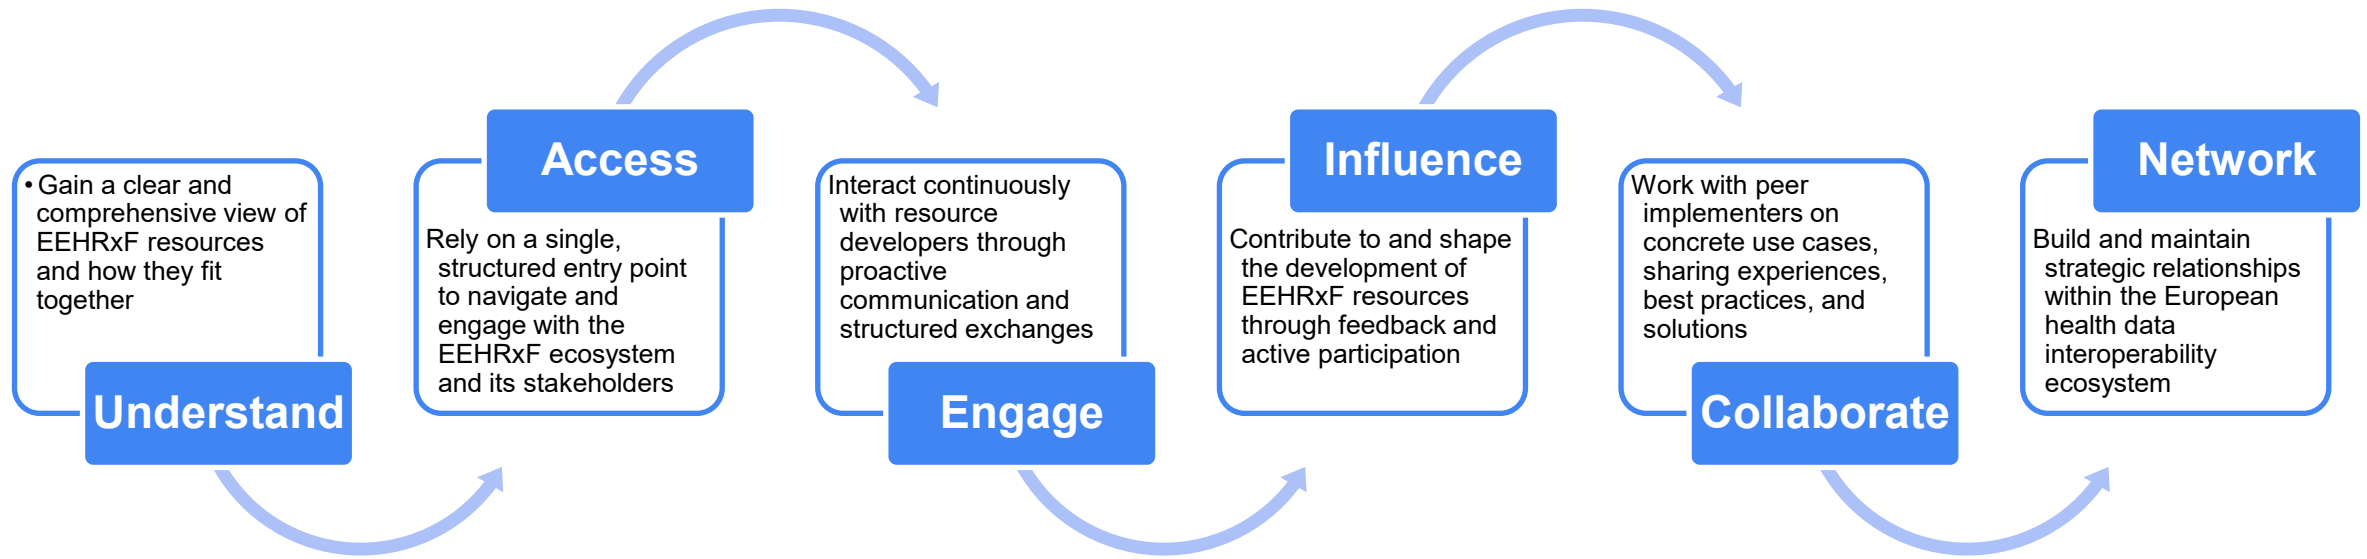 • Gain a clear and
comprehensive view of
EEHRxF resources
and how they fit
together
Understand
Access
Rely on a single,
structured entry point
to navigate and
engage with the
EEHRxF ecosystem
and its stakeholders
Interact continuously
with resource
developers through
proactive
communication and
structured exchanges
Engage
Influence
Contribute to and shape
the development of
EEHRxF resources
through feedback and
active participation
Work with peer
implementers on
concrete use cases,
sharing experiences,
best practices, and
solutions
Collaborate
Network
Build and maintain
strategic relationships
within the European
health data
interoperability
ecosystem